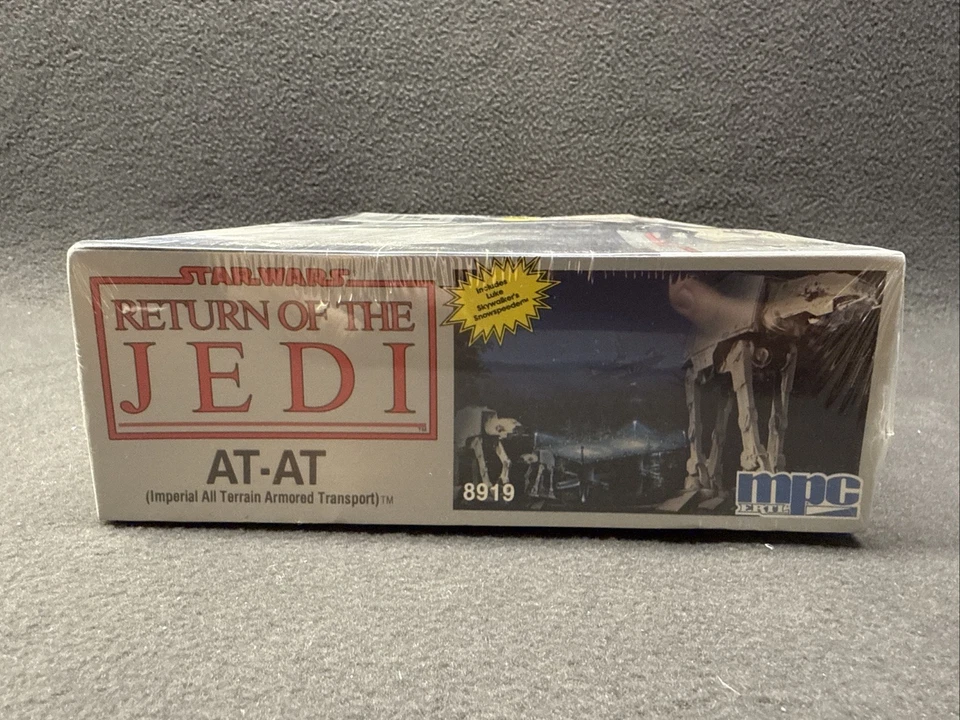 STAR WARS
RETURN OF THE
JEDI
TM
AT-AT
(Imperial All Terrain Armored Transport)TM
Includes
Luke
Skywalker's
Snowspeeder™
8919
mpc
ERTL